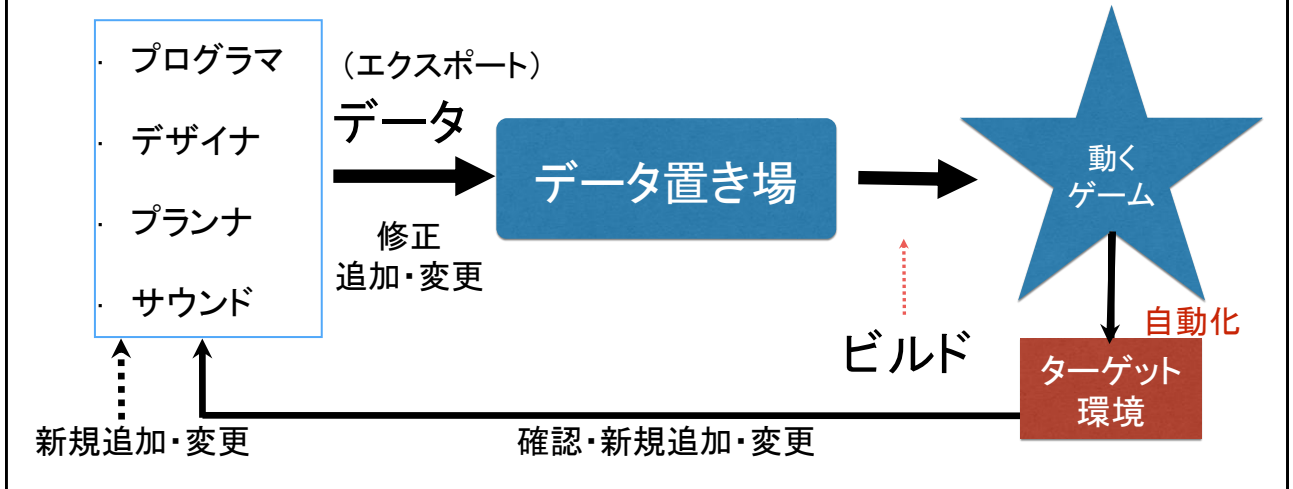 ・ プログラマ
・ デザイナ
・ プランナ
・ サウンド
（エクスポート）
データ
修正
追加・変更
データ置き場
ビルド
動く
ゲーム
自動化
ターゲット
環境
新規追加・変更
確認・新規追加・変更